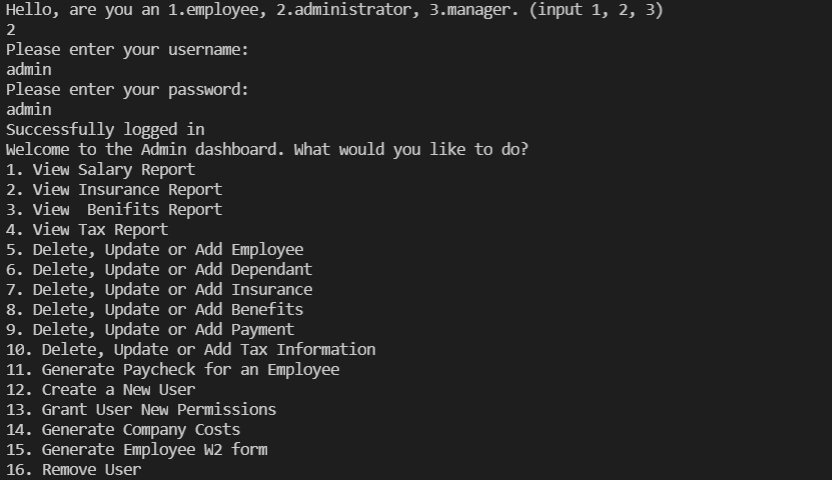 Hello, are you an 1.employee, 2.administrator, 3.manager. (input 1, 2, 3)
2
Please enter your username:
admin
Please enter your password:
admin
Successfully logged in
Welcome to the Admin dashboard. What would you like to do?
1. View Salary Report
2. View Insurance Report
3. View  Benifits Report
4. View Tax Report
5. Delete, Update or Add Employee
6. Delete, Update or Add Dependant
7. Delete, Update or Add Insurance
8. Delete, Update or Add Benefits
9. Delete, Update or Add Payment
10. Delete, Update or Add Tax Information
11. Generate Paycheck for an Employee
12. Create a New User
13. Grant User New Permissions
14. Generate Company Costs
15. Generate Employee W2 form
16. Remove User